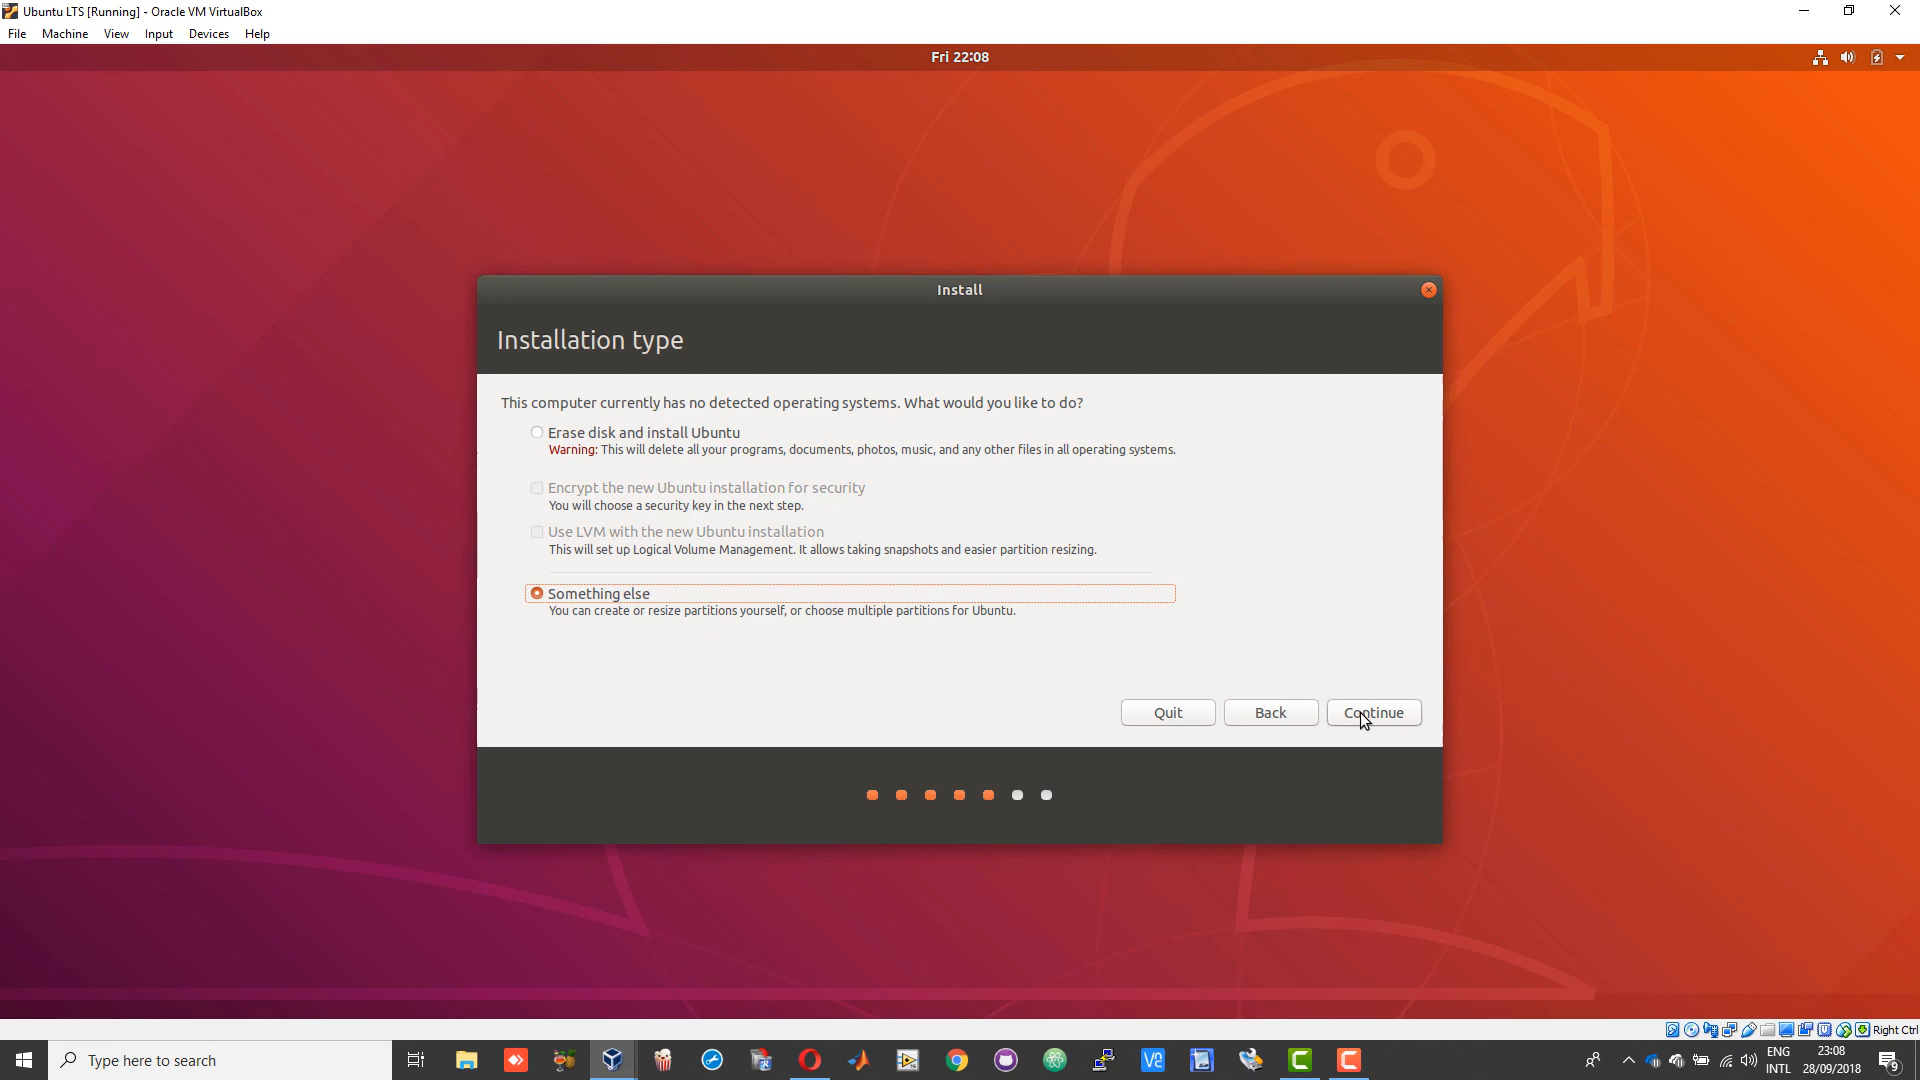 Ubuntu LTS [Running] - Oracle VM VirtualBox
File Machine View Input Devices Help
Fri 22:08
Install
Installation type
This computer currently has no detected operating systems. What would you like to do?
Erase disk and install Ubuntu
Warning: This will delete all your programs, documents, photos, music, and any other files in all operating systems.
Encrypt the new Ubuntu installation for security
You will choose a security key in the next step.
Use LVM with the new Ubuntu installation
This will set up Logical Volume Management. It allows taking snapshots and easier partition resizing.
Something else
You can create or resize partitions yourself, or choose multiple partitions for Ubuntu.
Quit Back Continue
Right Ctrl
Type here to search
ENG 23:08
INTL 28/09/2018
9